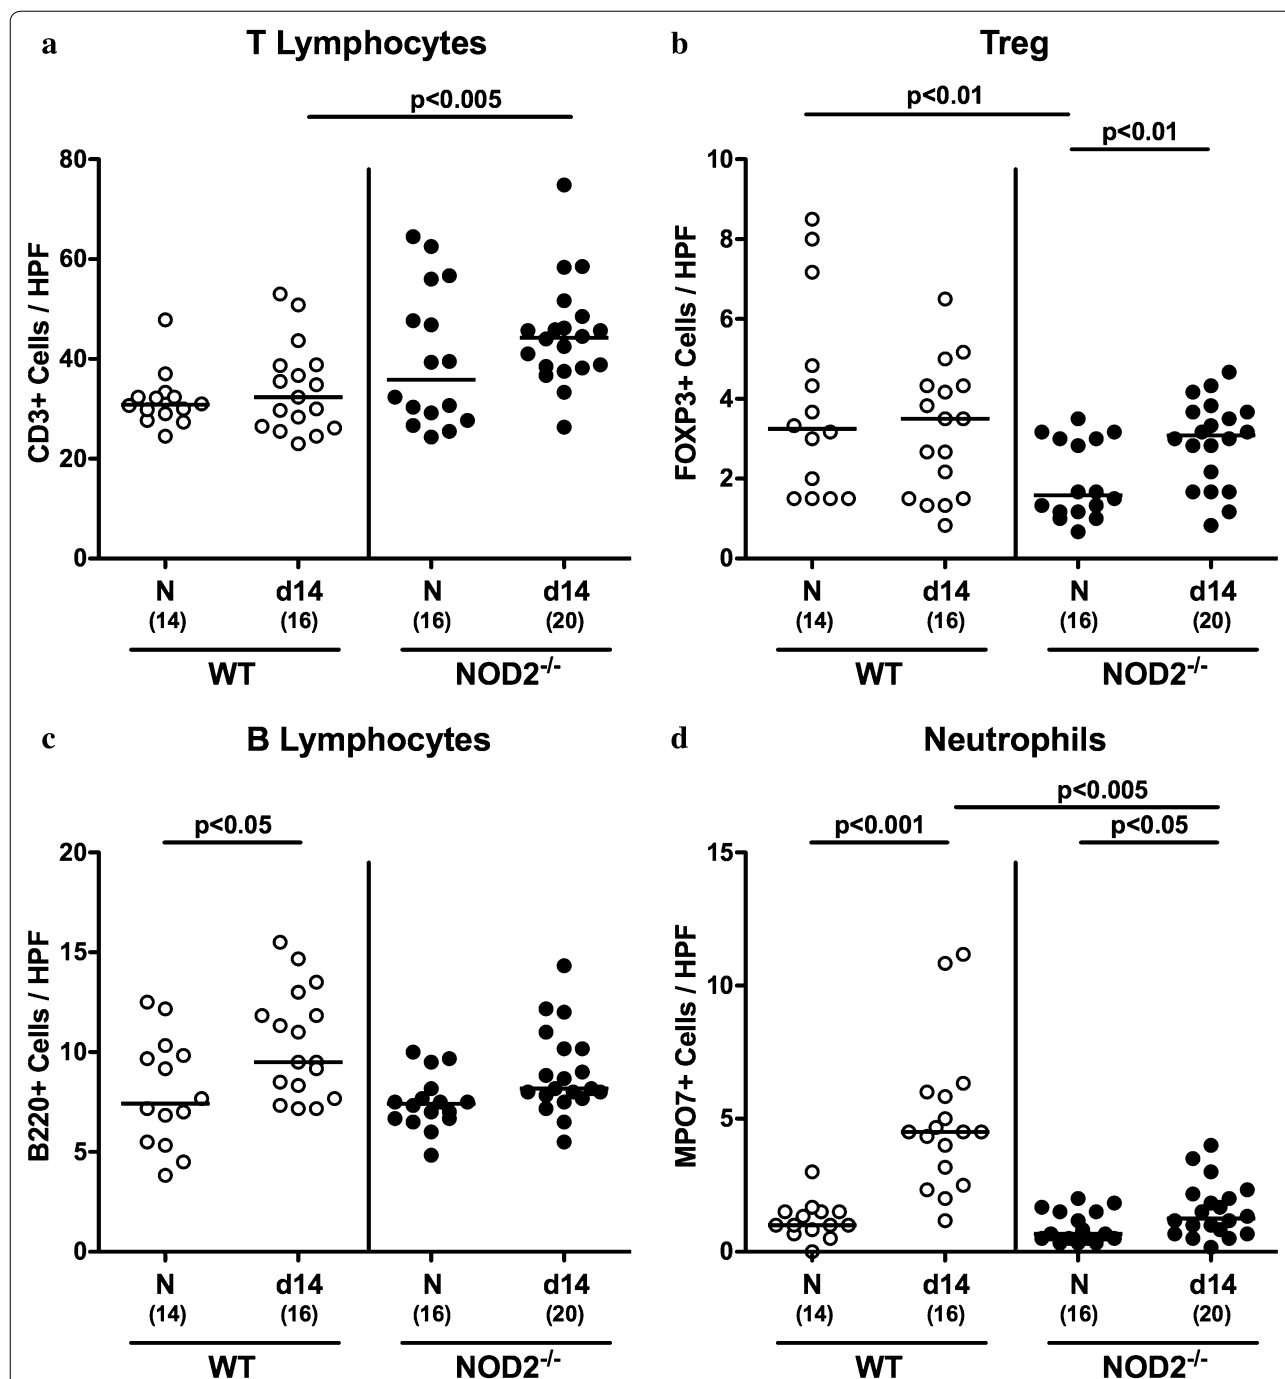 a
T Lymphocytes
p<0.005
CD3+ Cells / HPF
80
60
40
20
0
N
d14
N
d14
(14)
(16)
(16)
(20)
WT
NOD2-/-
b
Treg
p<0.01
p<0.01
FOXP3+ Cells / HPF
10
8
6
4
2
0
N
d14
N
d14
(14)
(16)
(16)
(20)
WT
NOD2-/-
c
B Lymphocytes
p<0.05
B220+ Cells / HPF
20
15
10
5
0
N
d14
N
d14
(14)
(16)
(16)
(20)
WT
NOD2-/-
d
Neutrophils
p<0.005
p<0.001
p<0.05
MPO7+ Cells / HPF
15
10
5
0
N
d14
N
d14
(14)
(16)
(16)
(20)
WT
NOD2-/-